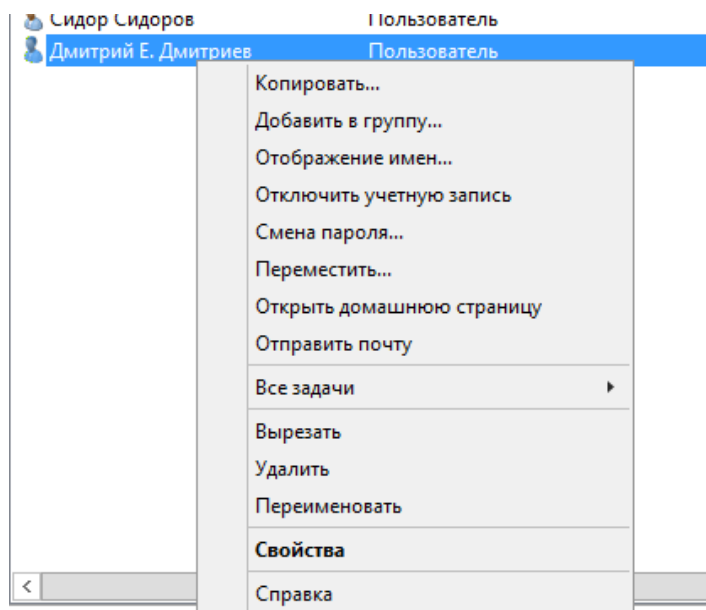 Сидор Сидоров Пользователь
Дмитрий Е. Дмитриев Пользователь
Копировать...
Добавить в группу...
Отображение имен...
Отключить учетную запись
Смена пароля...
Переместить...
Открыть домашнюю страницу
Отправить почту
Все задачи
Вырезать
Удалить
Переименовать
Свойства
Справка